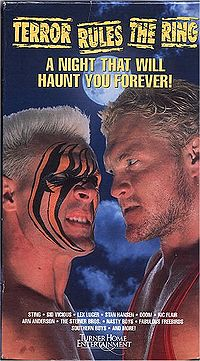 TERROR RULES THE RING
A NIGHT THAT WILL
HAUNT YOU FOREVER!
STING • SID VICIOUS • LEX LUGER • STAN HANSEN • DOOM • RIC FLAIR
ARN ANDERSON • THE STEINER BROS. • NASTY BOYS • FABULOUS FREEBIRDS
SOUTHERN BOYS • AND MORE!
TURNER HOME
ENTERTAINMENT